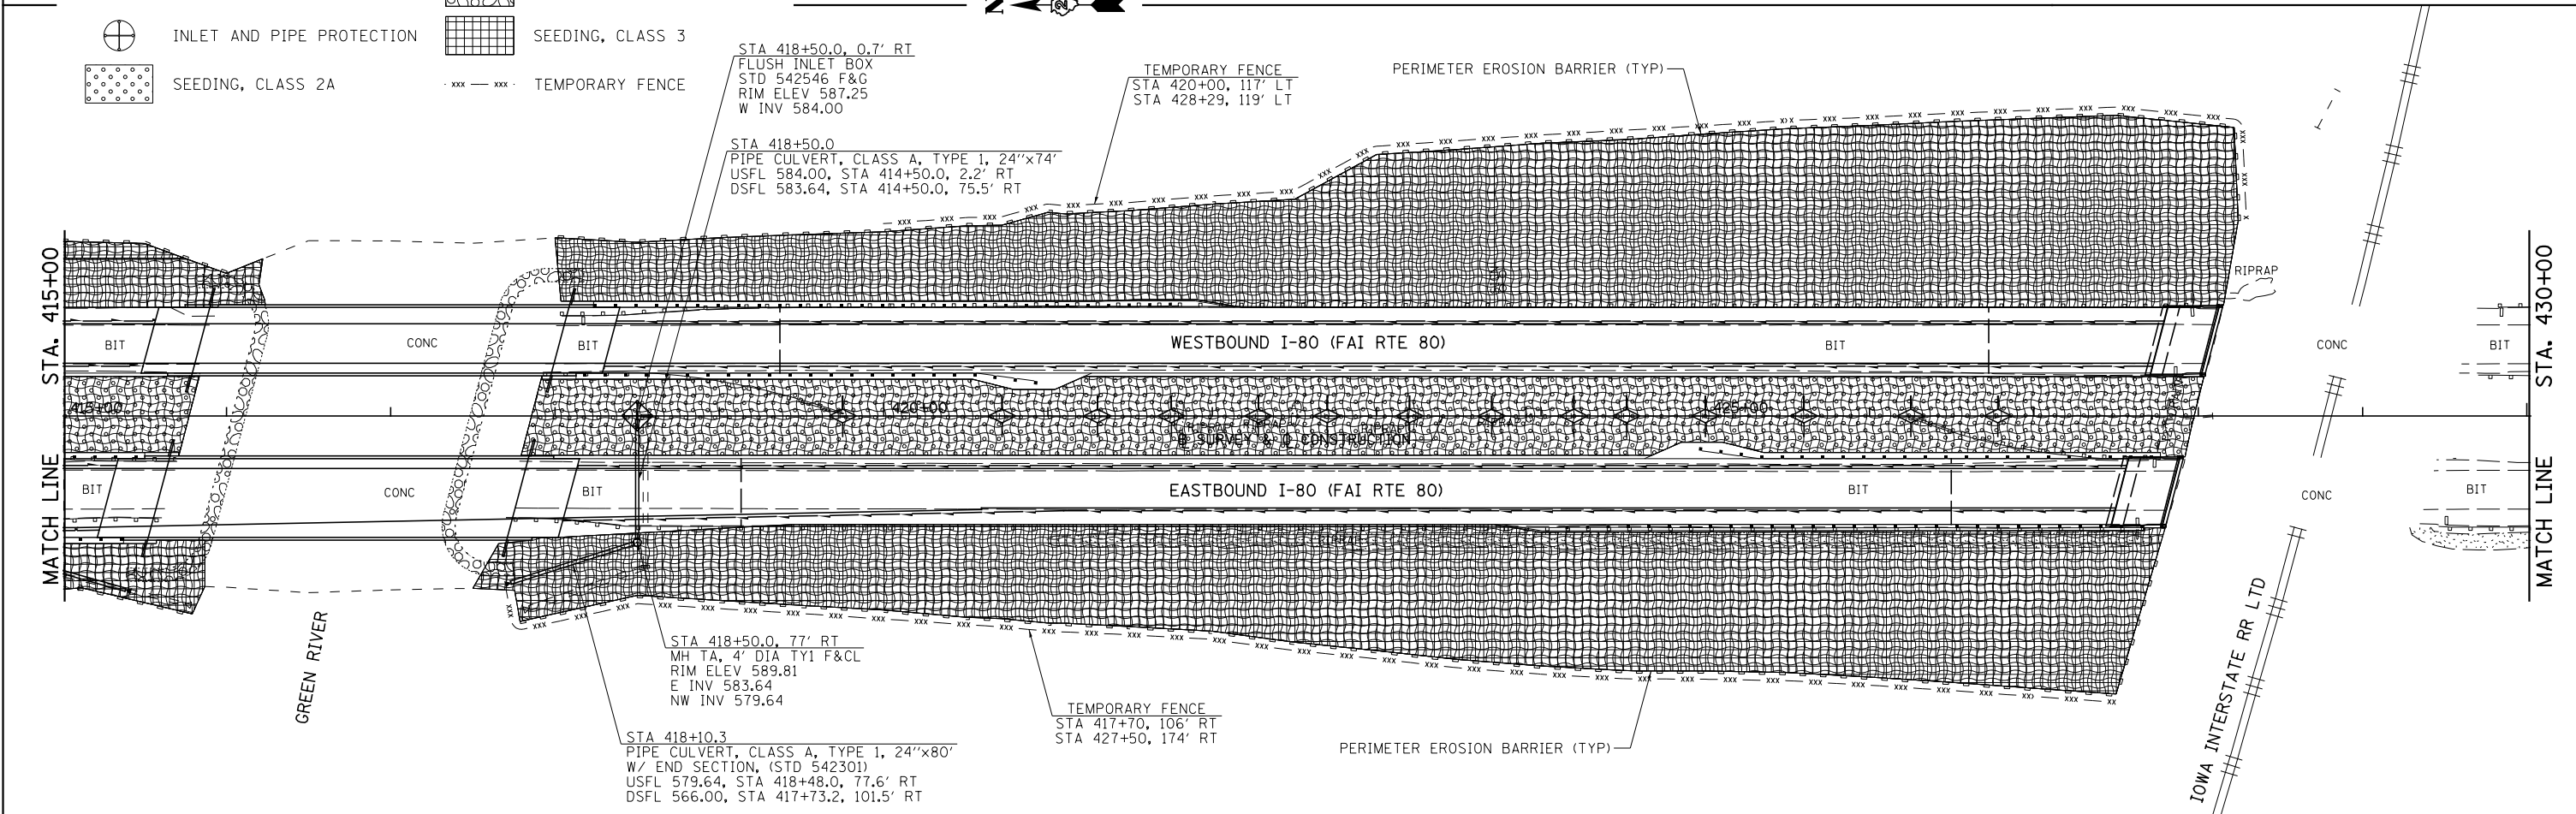 N
INLET AND PIPE PROTECTION
SEEDING, CLASS 3
SEEDING, CLASS 2A
xxx — xxx TEMPORARY FENCE
STA 418+50.0, 0.7' RT
FLUSH INLET BOX
STD 542546 F&G
RIM ELEV 587.25
W INV 584.00
STA 418+50.0
PIPE CULVERT, CLASS A, TYPE 1, 24''x74'
USFL 584.00, STA 414+50.0, 2.2' RT
DSFL 583.64, STA 414+50.0, 75.5' RT
TEMPORARY FENCE
STA 420+00, 117' LT
STA 428+29, 119' LT
PERIMETER EROSION BARRIER (TYP)
RIPRAP
MATCH LINE STA. 415+00
MATCH LINE STA. 430+00
BIT
CONC
BIT
WESTBOUND I-80 (FAI RTE 80)
BIT
CONC
BIT
415+00
420+00
425+00
RIPRAP
RIPRAP
RIPRAP
RIPRAP
RIPRAP
SURVEY & CONSTRUCTION
BIT
CONC
BIT
EASTBOUND I-80 (FAI RTE 80)
BIT
CONC
BIT
RIPRAP
GREEN RIVER
IOWA INTERSTATE RR LTD
STA 418+50.0, 77' RT
MH TA, 4' DIA TY1 F&CL
RIM ELEV 589.81
E INV 583.64
NW INV 579.64
STA 418+10.3
PIPE CULVERT, CLASS A, TYPE 1, 24''x80'
W/ END SECTION, (STD 542301)
USFL 579.64, STA 418+48.0, 77.6' RT
DSFL 566.00, STA 417+73.2, 101.5' RT
TEMPORARY FENCE
STA 417+70, 106' RT
STA 427+50, 174' RT
PERIMETER EROSION BARRIER (TYP)